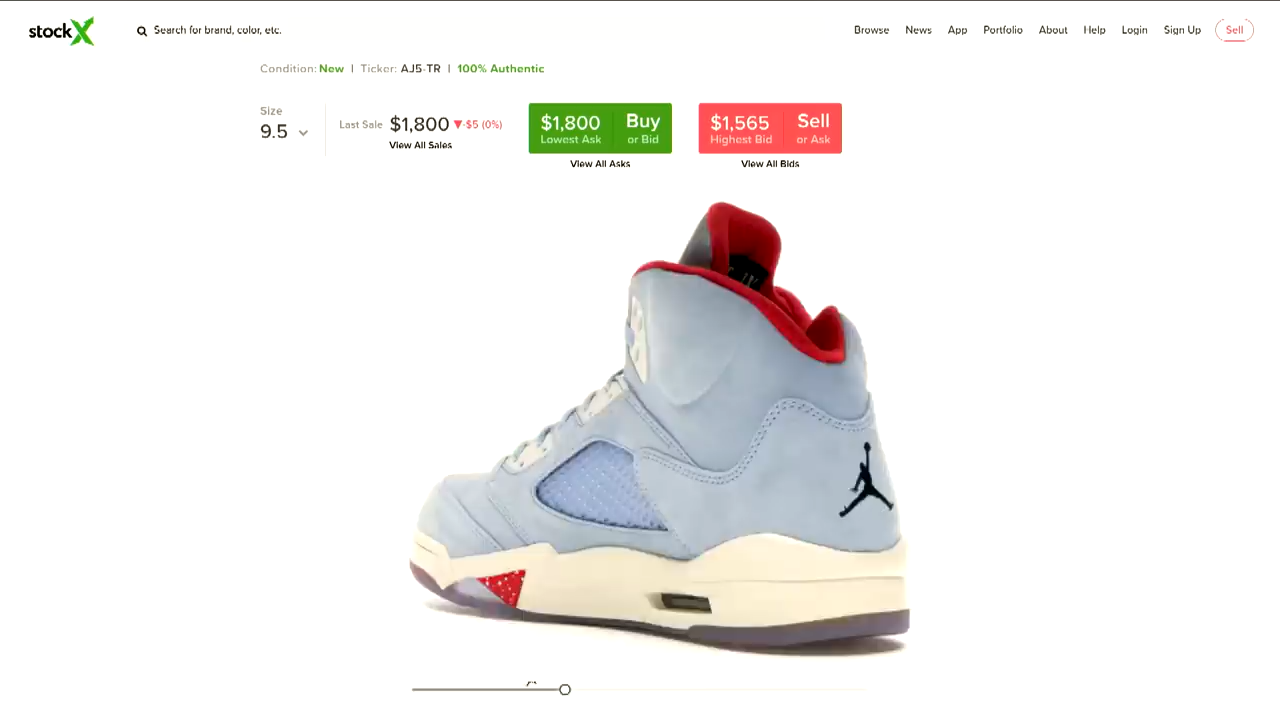 stockX
Search for brand, color, etc.
Browse News App Portfolio About Help Login Sign Up Sell
Condition: New | Ticker: AJ5-TR | 100% Authentic
Size
9.5
Last Sale $1,800 ▼-$5 (0%)
View All Sales
$1,800 Buy
Lowest Ask or Bid
View All Asks
$1,565 Sell
Highest Bid or Ask
View All Bids